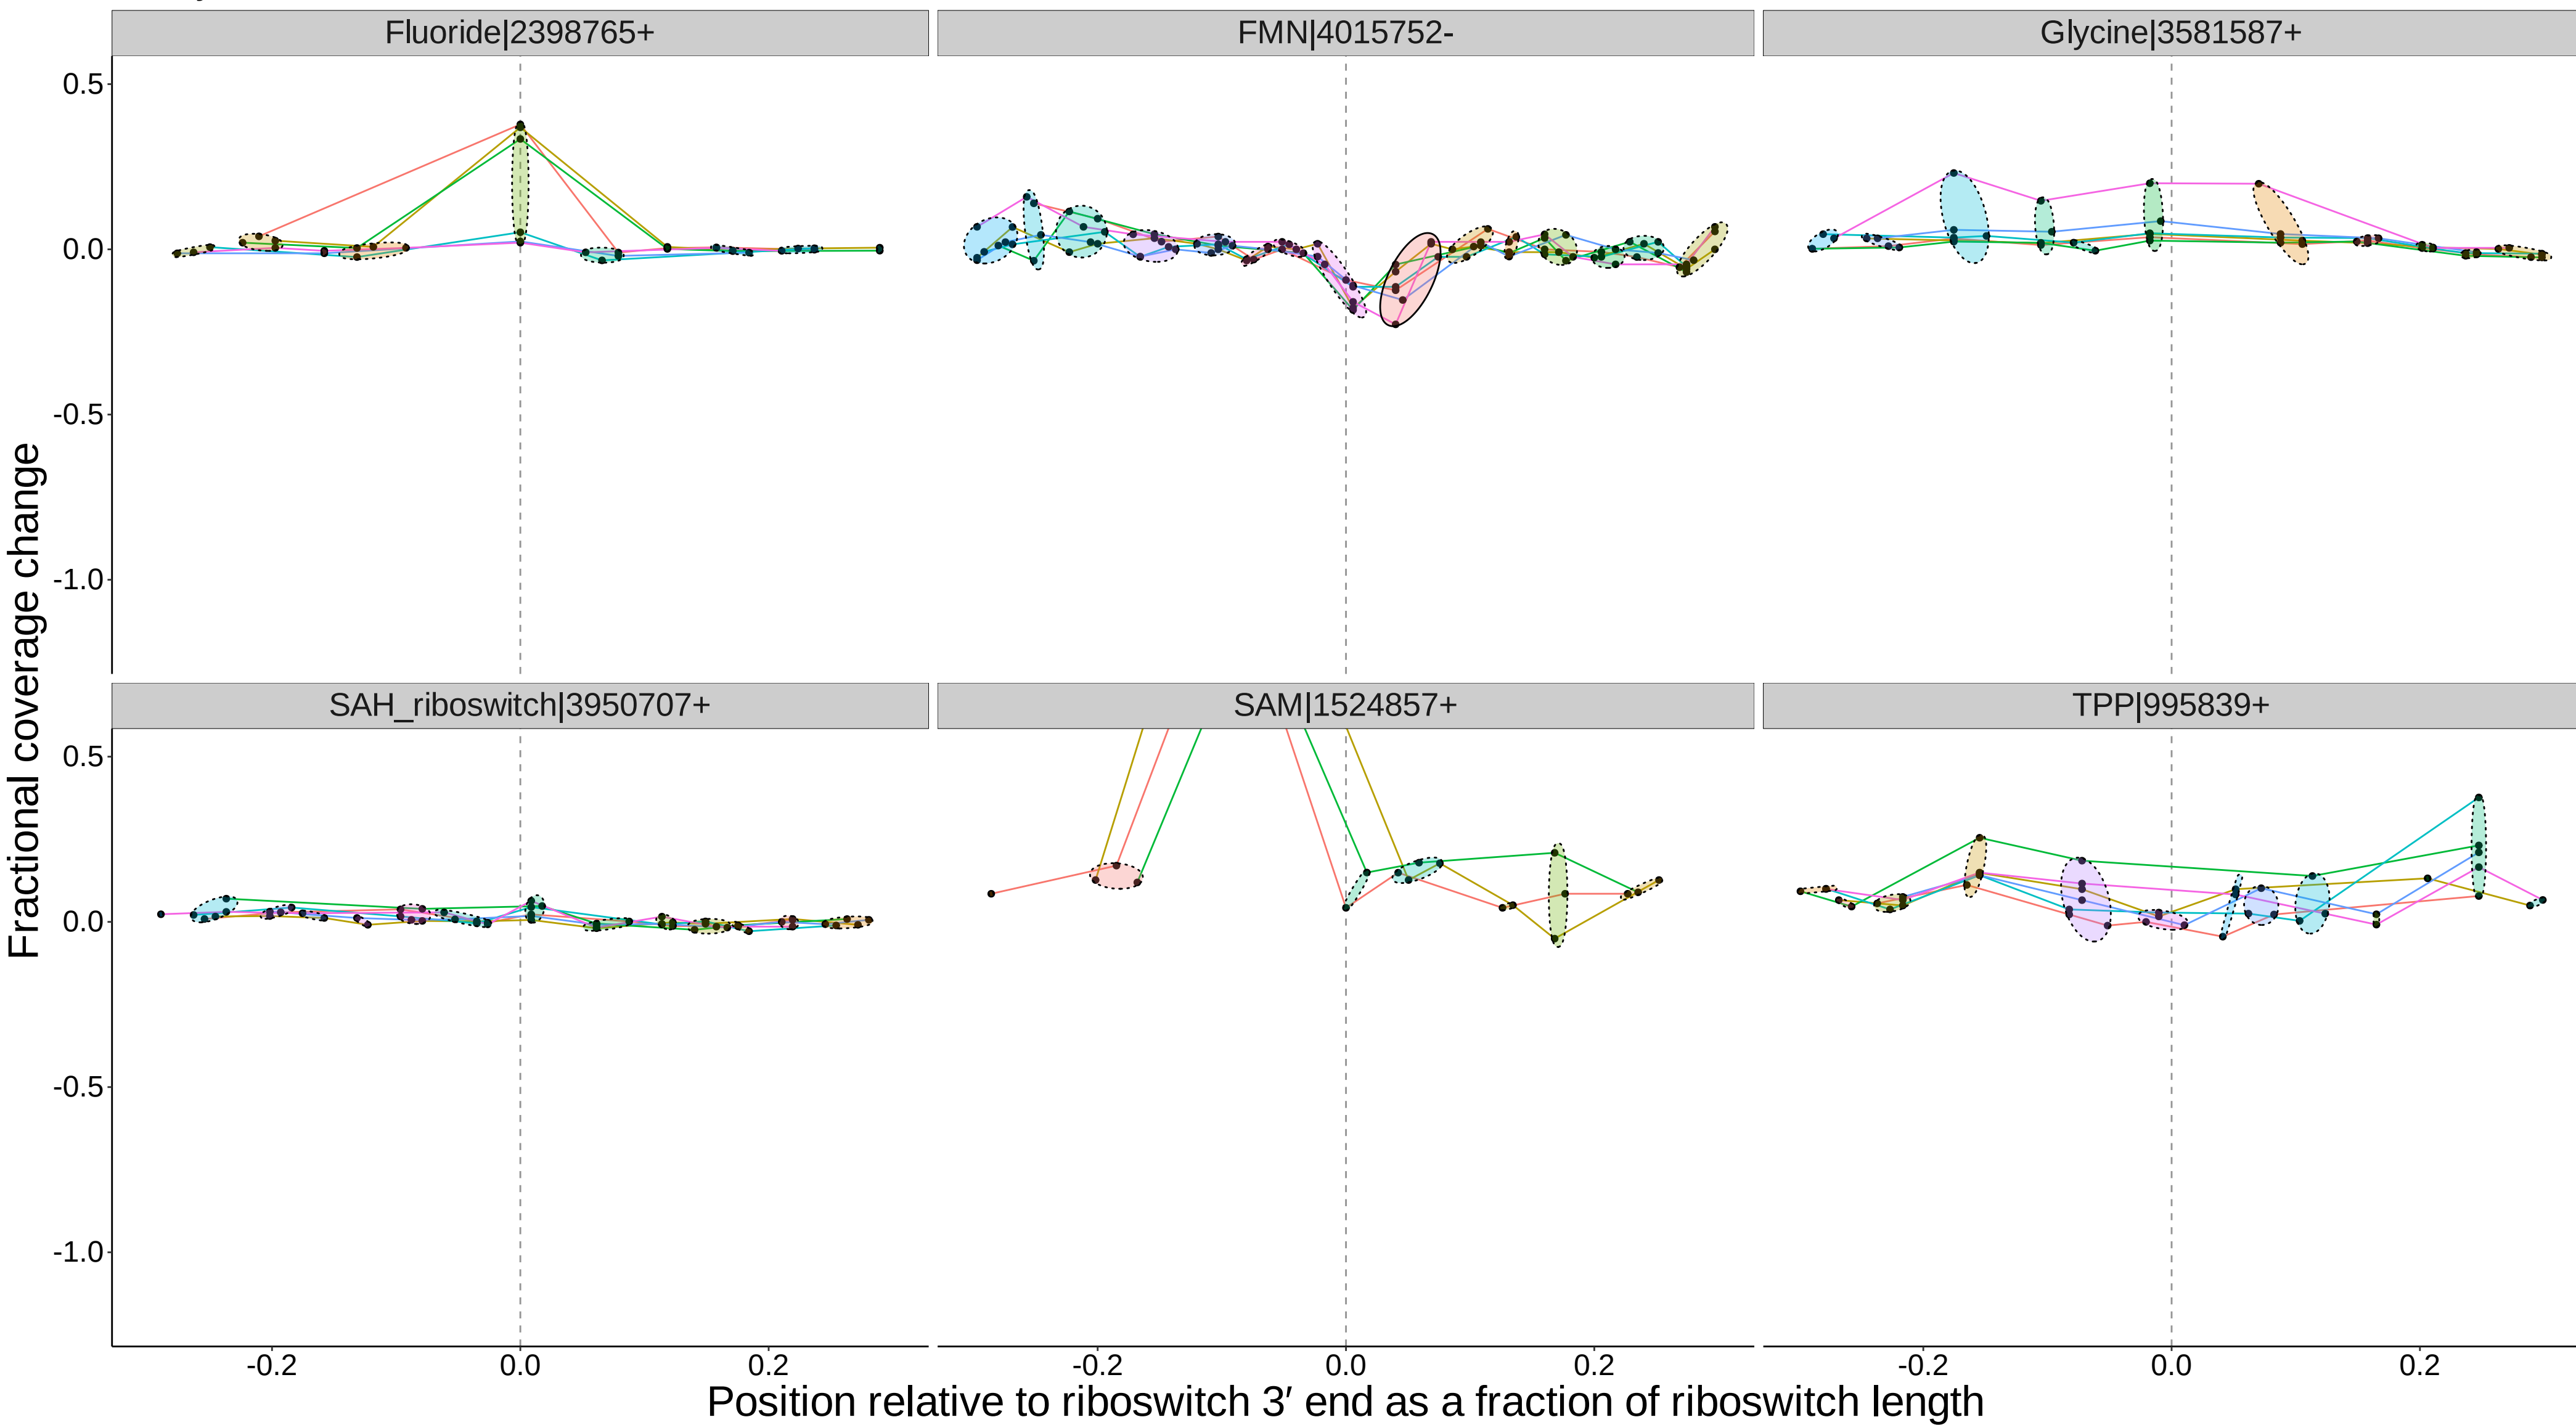 Fluoride|2398765+
FMN|4015752-
Glycine|3581587+
0.5
0.0
-0.5
-1.0
SAH_riboswitch|3950707+
SAM|1524857+
TPP|995839+
0.5
0.0
-0.5
-1.0
-0.2 0.0 0.2
-0.2 0.0 0.2
-0.2 0.0 0.2
Position relative to riboswitch 3′ end as a fraction of riboswitch length
Fractional coverage change